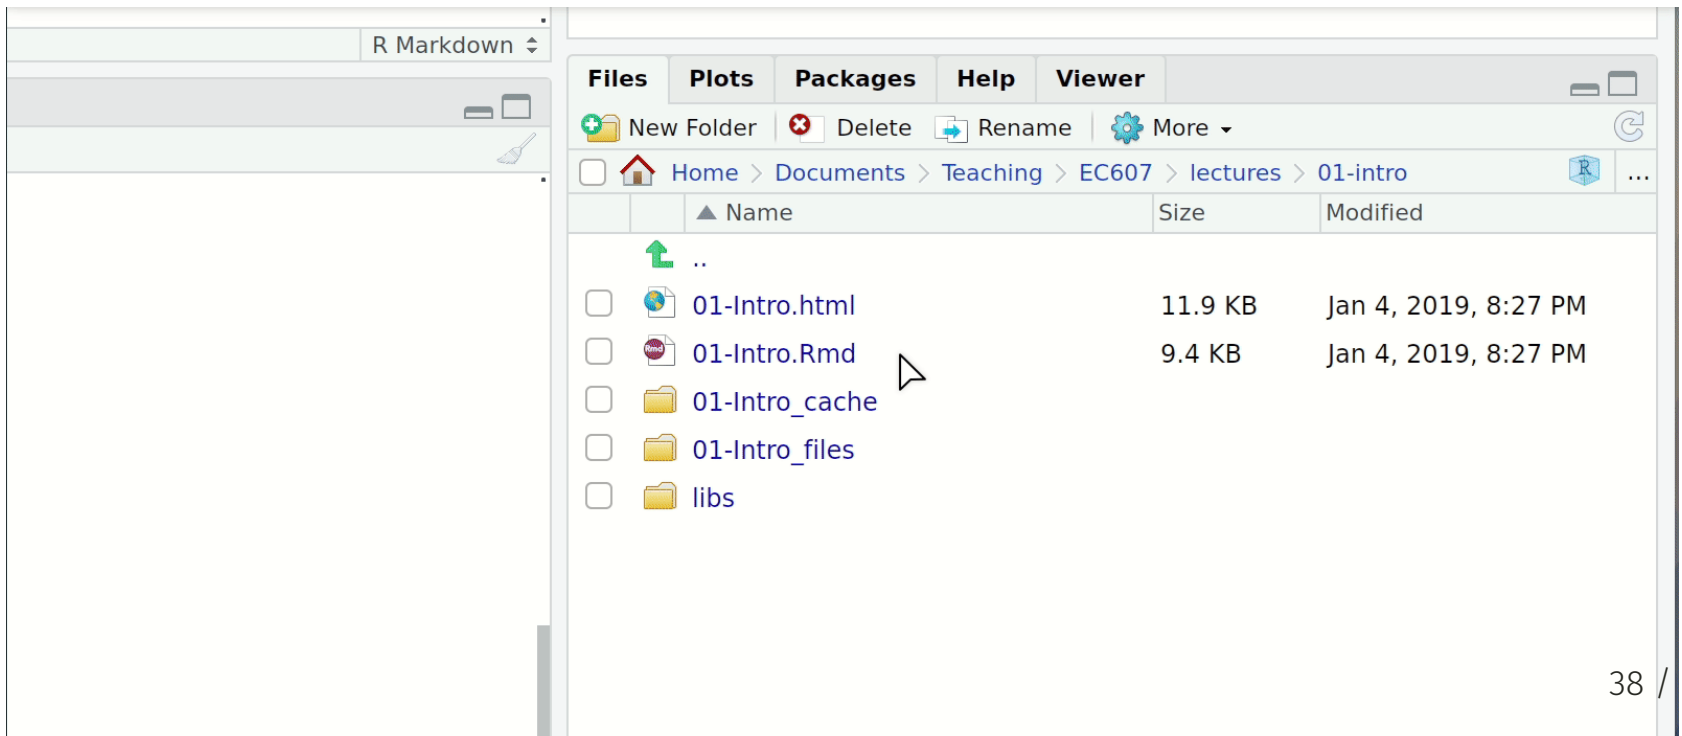 R Markdown
Files Plots Packages Help Viewer
New Folder Delete Rename More
Home Documents Teaching EC607 lectures 01-intro R ...
Name Size Modified
..
01-Intro.html 11.9 KB Jan 4, 2019, 8:27 PM
Rmd 01-Intro.Rmd 9.4 KB Jan 4, 2019, 8:27 PM
01-Intro_cache
01-Intro_files
libs
38 /